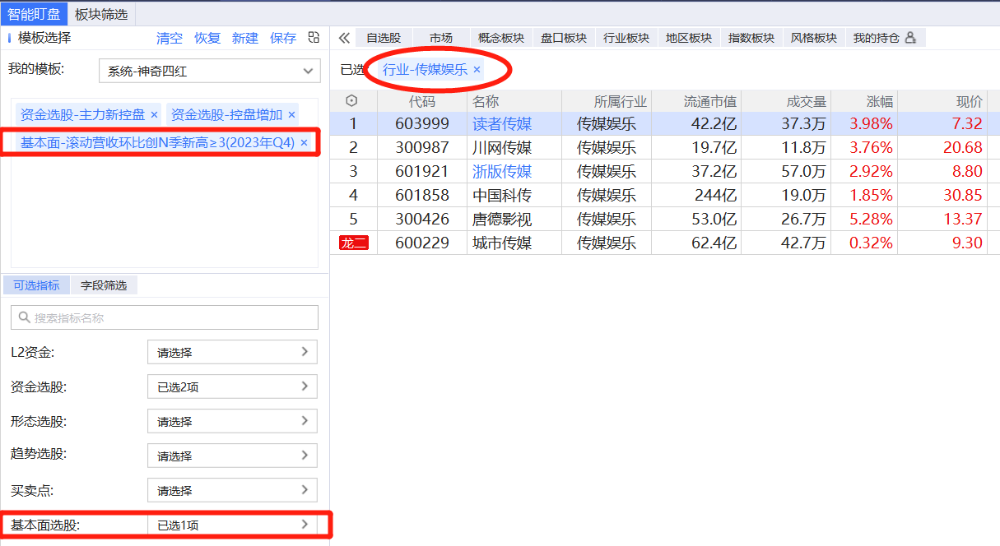 智能盯盘 板块筛选
模板选择 清空 恢复 新建 保存
我的模板: 系统-神奇四红
资金选股-主力新控盘 × 资金选股-控盘增加 ×
基本面-滚动营收环比创N季新高≥3(2023年Q4) ×
可选指标 字段筛选
搜索指标名称
L2资金: 请选择
资金选股: 已选2项
形态选股: 请选择
趋势选股: 请选择
买卖点: 请选择
基本面选股: 已选1项
自选股 市场 概念板块 盘口板块 行业板块 地区板块 指数板块 风格板块 我的持仓
已选 行业-传媒娱乐 ×
代码 名称 所属行业 流通市值 成交量 涨幅 现价
1 603999 读者传媒 传媒娱乐 42.2亿 37.3万 3.98% 7.32
2 300987 川网传媒 传媒娱乐 19.7亿 11.8万 3.76% 20.68
3 601921 浙版传媒 传媒娱乐 37.2亿 57.0万 2.92% 8.80
4 601858 中国科传 传媒娱乐 244亿 19.0万 1.85% 30.85
5 300426 唐德影视 传媒娱乐 53.0亿 26.7万 5.28% 13.37
龙二 600229 城市传媒 传媒娱乐 62.4亿 42.7万 0.32% 9.30